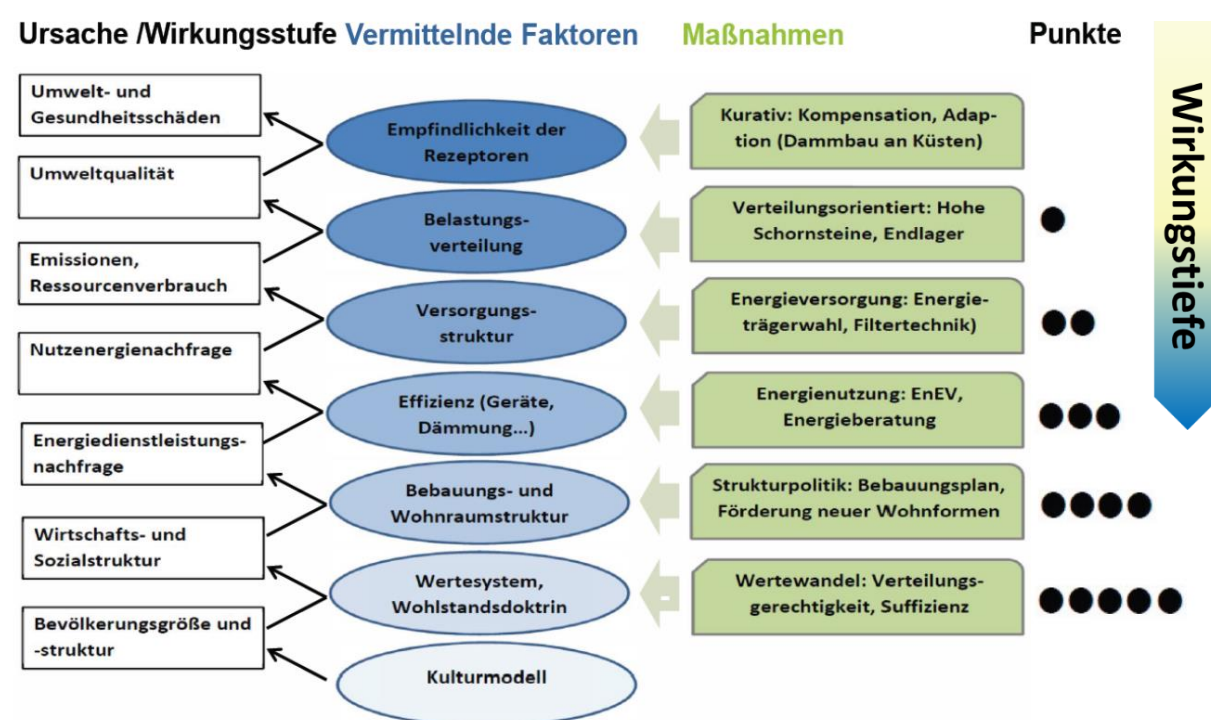 Ursache /Wirkungsstufe Vermittelnde Faktoren Maßnahmen Punkte
Umwelt- und
Gesundheitsschäden
Umweltqualität
Emissionen,
Ressourcenverbrauch
Nutzenergienachfrage
Energiedienstleistungs-
nachfrage
Wirtschafts- und
Sozialstruktur
Bevölkerungsgröße und
-struktur
Empfindlichkeit der
Rezeptoren
Belastungs-
verteilung
Versorgungs-
struktur
Effizienz (Geräte,
Dämmung...)
Bebauungs- und
Wohnraumstruktur
Wertesystem,
Wohlstandsdoktrin
Kulturmodell
Kurativ: Kompensation, Adap-
tion (Dammbau an Küsten)
Verteilungsorientiert: Hohe
Schornsteine, Endlager
Energieversorgung: Energie-
trägerwahl, Filtertechnik)
Energienutzung: EnEV,
Energieberatung
Strukturpolitik: Bebauungsplan,
Förderung neuer Wohnformen
Wertewandel: Verteilungs-
gerechtigkeit, Suffizienz
Wirkungstiefe